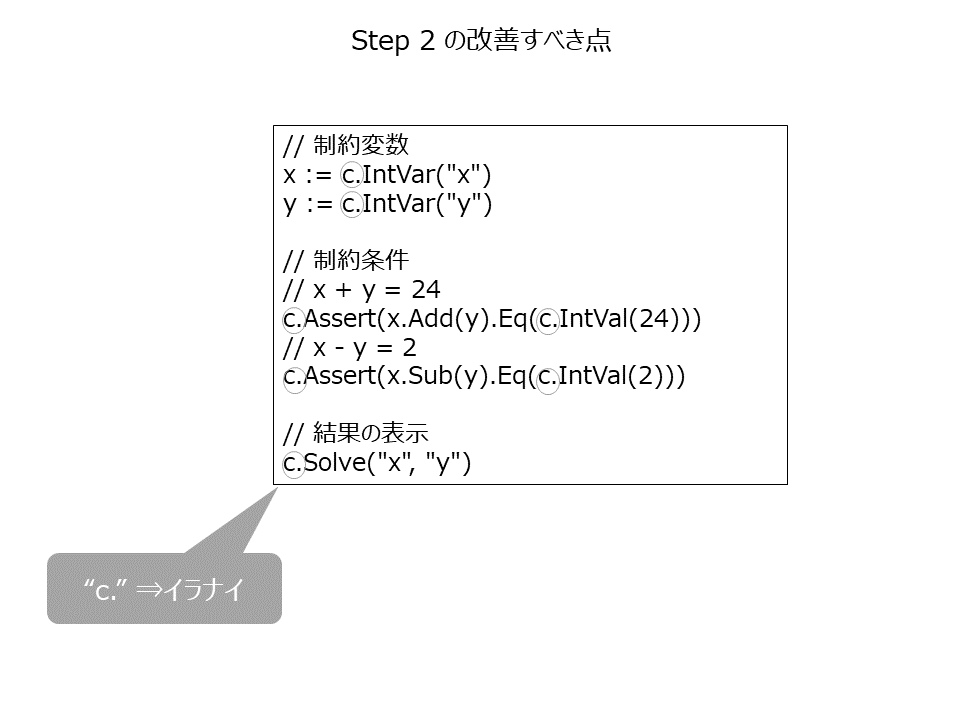 Step 2 の改善すべき点
// 制約変数
x := c.IntVar("x")
y := c.IntVar("y")
// 制約条件
// x + y = 24
c.Assert(x.Add(y).Eq(c.IntVal(24)))
// x - y = 2
c.Assert(x.Sub(y).Eq(c.IntVal(2)))
// 結果の表示
c.Solve("x", "y")
“c.” ⇒イラナイ